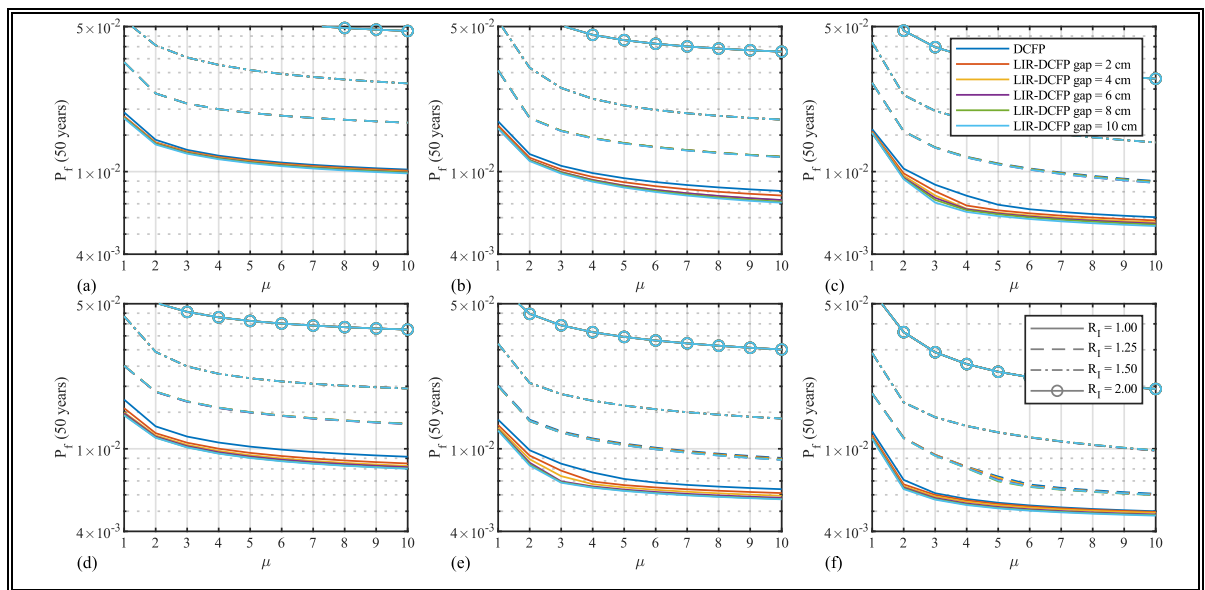 5×10⁻²
1×10⁻²
4×10⁻³
P_f (50 years)
1 2 3 4 5 6 7 8 9 10
(a)
μ
5×10⁻²
1×10⁻²
4×10⁻³
P_f (50 years)
1 2 3 4 5 6 7 8 9 10
(b)
μ
5×10⁻²
1×10⁻²
4×10⁻³
P_f (50 years)
DCFP
LIR-DCFP gap = 2 cm
LIR-DCFP gap = 4 cm
LIR-DCFP gap = 6 cm
LIR-DCFP gap = 8 cm
LIR-DCFP gap = 10 cm
1 2 3 4 5 6 7 8 9 10
(c)
μ
5×10⁻²
1×10⁻²
4×10⁻³
P_f (50 years)
1 2 3 4 5 6 7 8 9 10
(d)
μ
5×10⁻²
1×10⁻²
4×10⁻³
P_f (50 years)
1 2 3 4 5 6 7 8 9 10
(e)
μ
5×10⁻²
1×10⁻²
4×10⁻³
P_f (50 years)
R_I = 1.00
R_I = 1.25
R_I = 1.50
R_I = 2.00
1 2 3 4 5 6 7 8 9 10
(f)
μ